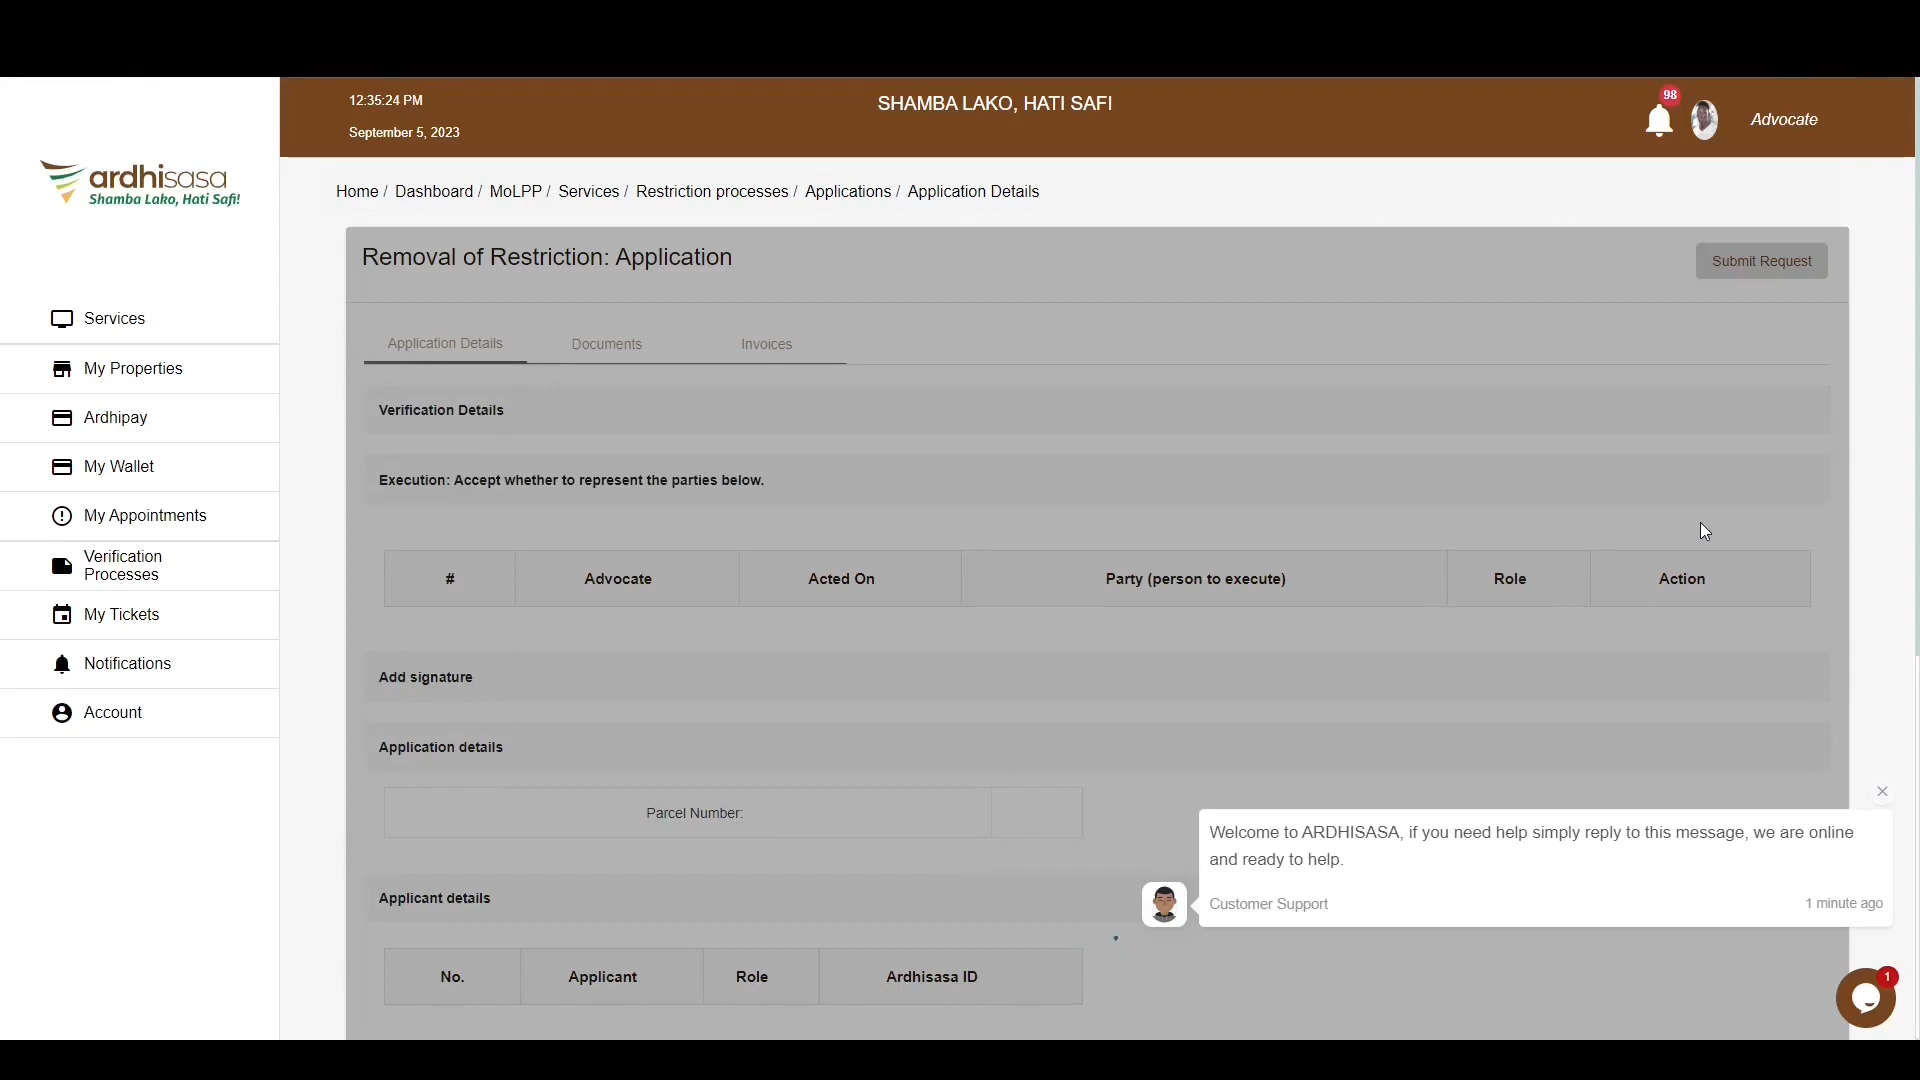 12:35:24 PM
September 5, 2023
SHAMBA LAKO, HATI SAFI
98
Advocate
ardhisasa
Shamba Lako, Hati Safi!
Services
My Properties
Ardhipay
My Wallet
My Appointments
Verification
Processes
My Tickets
Notifications
Account
Home / Dashboard / MoLPP / Services / Restriction processes / Applications / Application Details
Removal of Restriction: Application
Submit Request
Application Details Documents Invoices
Verification Details
Execution: Accept whether to represent the parties below.
# Advocate Acted On Party (person to execute) Role Action
Add signature
Application details
Parcel Number:
Applicant details
No. Applicant Role Ardhisasa ID
Welcome to ARDHISASA, if you need help simply reply to this message, we are online
and ready to help.
Customer Support 1 minute ago
1